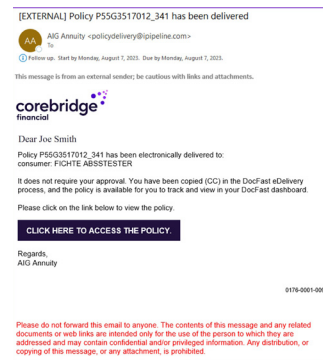 [EXTERNAL] Policy P55G3517012_341 has been delivered
AA
AIG Annuity <policydelivery@ipipeline.com>
To
Follow up. Start by Monday, August 7, 2023. Due by Monday, August 7, 2023.
This message is from an external sender; be cautious with links and attachments.
corebridge
financial
Dear Joe Smith
Policy P55G3517012_341 has been electronically delivered to:
consumer: FICHTE ABSSTESTER
It does not require your approval. You have been copied (CC) in the DocFast eDelivery
process, and the policy is available for you to track and view in your DocFast dashboard.
Please click on the link below to view the policy.
CLICK HERE TO ACCESS THE POLICY.
Regards,
AIG Annuity
0176-0001-009
Please do not forward this email to anyone. The contents of this message and any related
documents or web links are intended only for the use of the person to which they are
addressed and may contain confidential and/or privileged information. Any distribution, or
copying of this message, or any attachment, is prohibited.